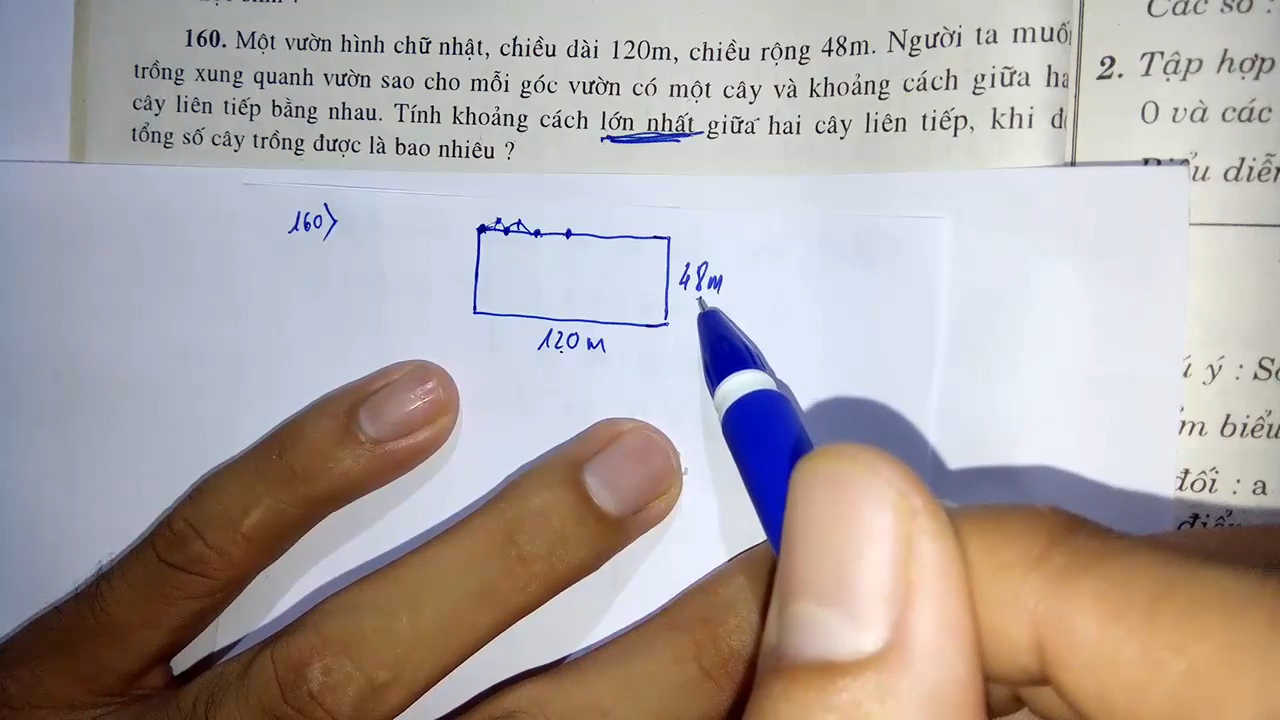 160. Một vườn hình chữ nhật, chiều dài 120m, chiều rộng 48m. Người ta
trồng xung quanh vườn sao cho mỗi góc vườn có một cây và khoảng cách giữa
cây liên tiếp bằng nhau. Tính khoảng cách lớn nhất giữa hai cây liên tiếp, khi
tổng số cây trồng được là bao nhiêu ?
Các số :
2. Tập hợp
0 và các
diễn
ý : Số
biểu
đối : a
160)
48m
120 m